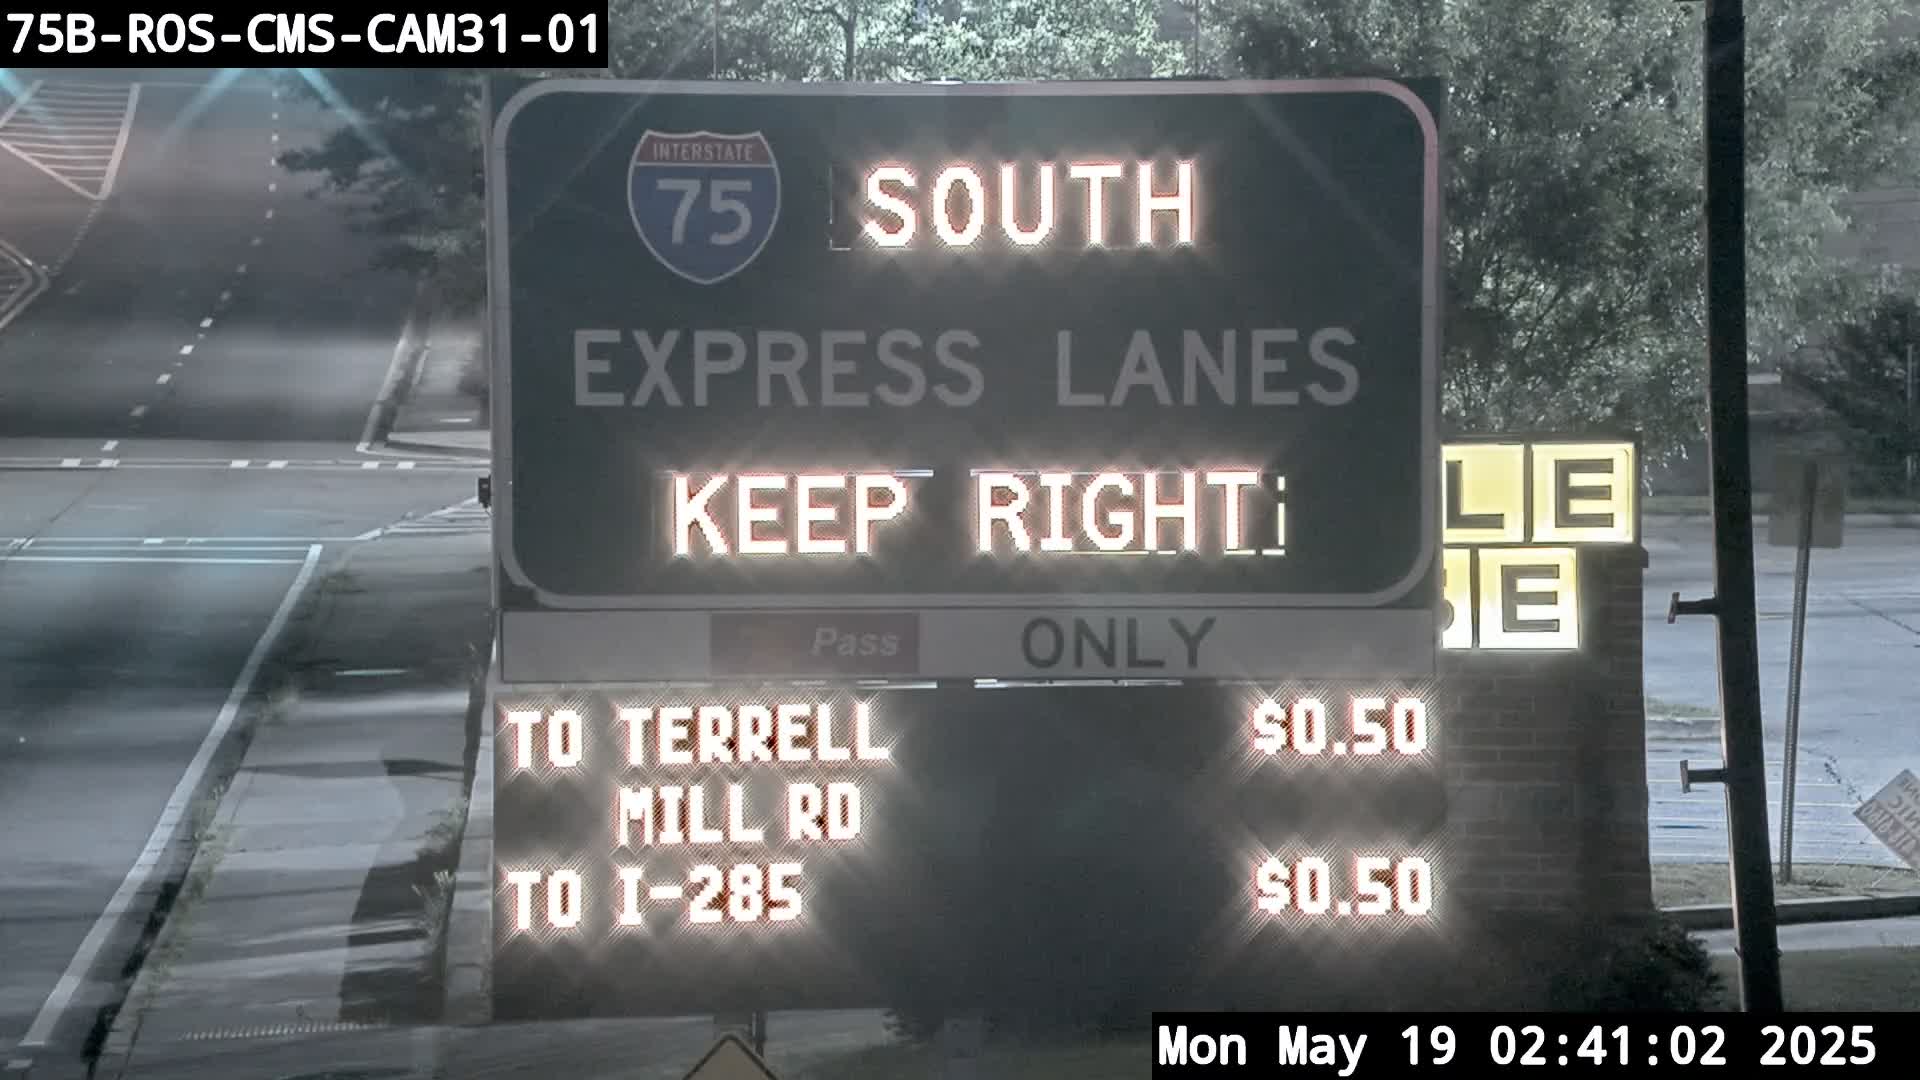 75B-ROS-CMS-CAM31-01
INTERSTATE
75
SOUTH
EXPRESS LANES
KEEP RIGHT
Pass ONLY
TO TERRELL $0.50
MILL RD
TO I-285 $0.50
LE
E
Mon May 19 02:41:02 2025